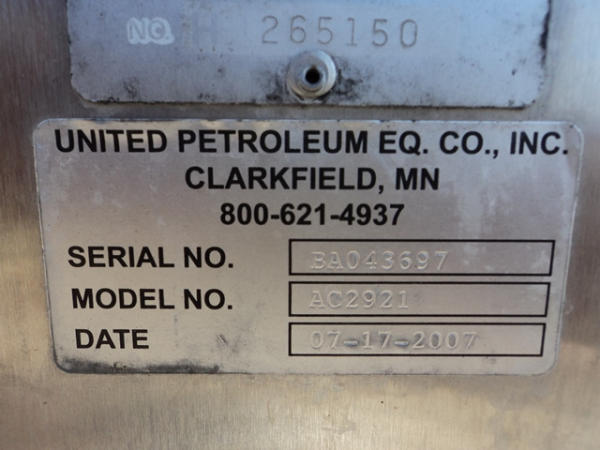 NO. H 265150
UNITED PETROLEUM EQ. CO., INC.
CLARKFIELD, MN
800-621-4937
SERIAL NO. BA043697
MODEL NO. AC2921
DATE 07-17-2007